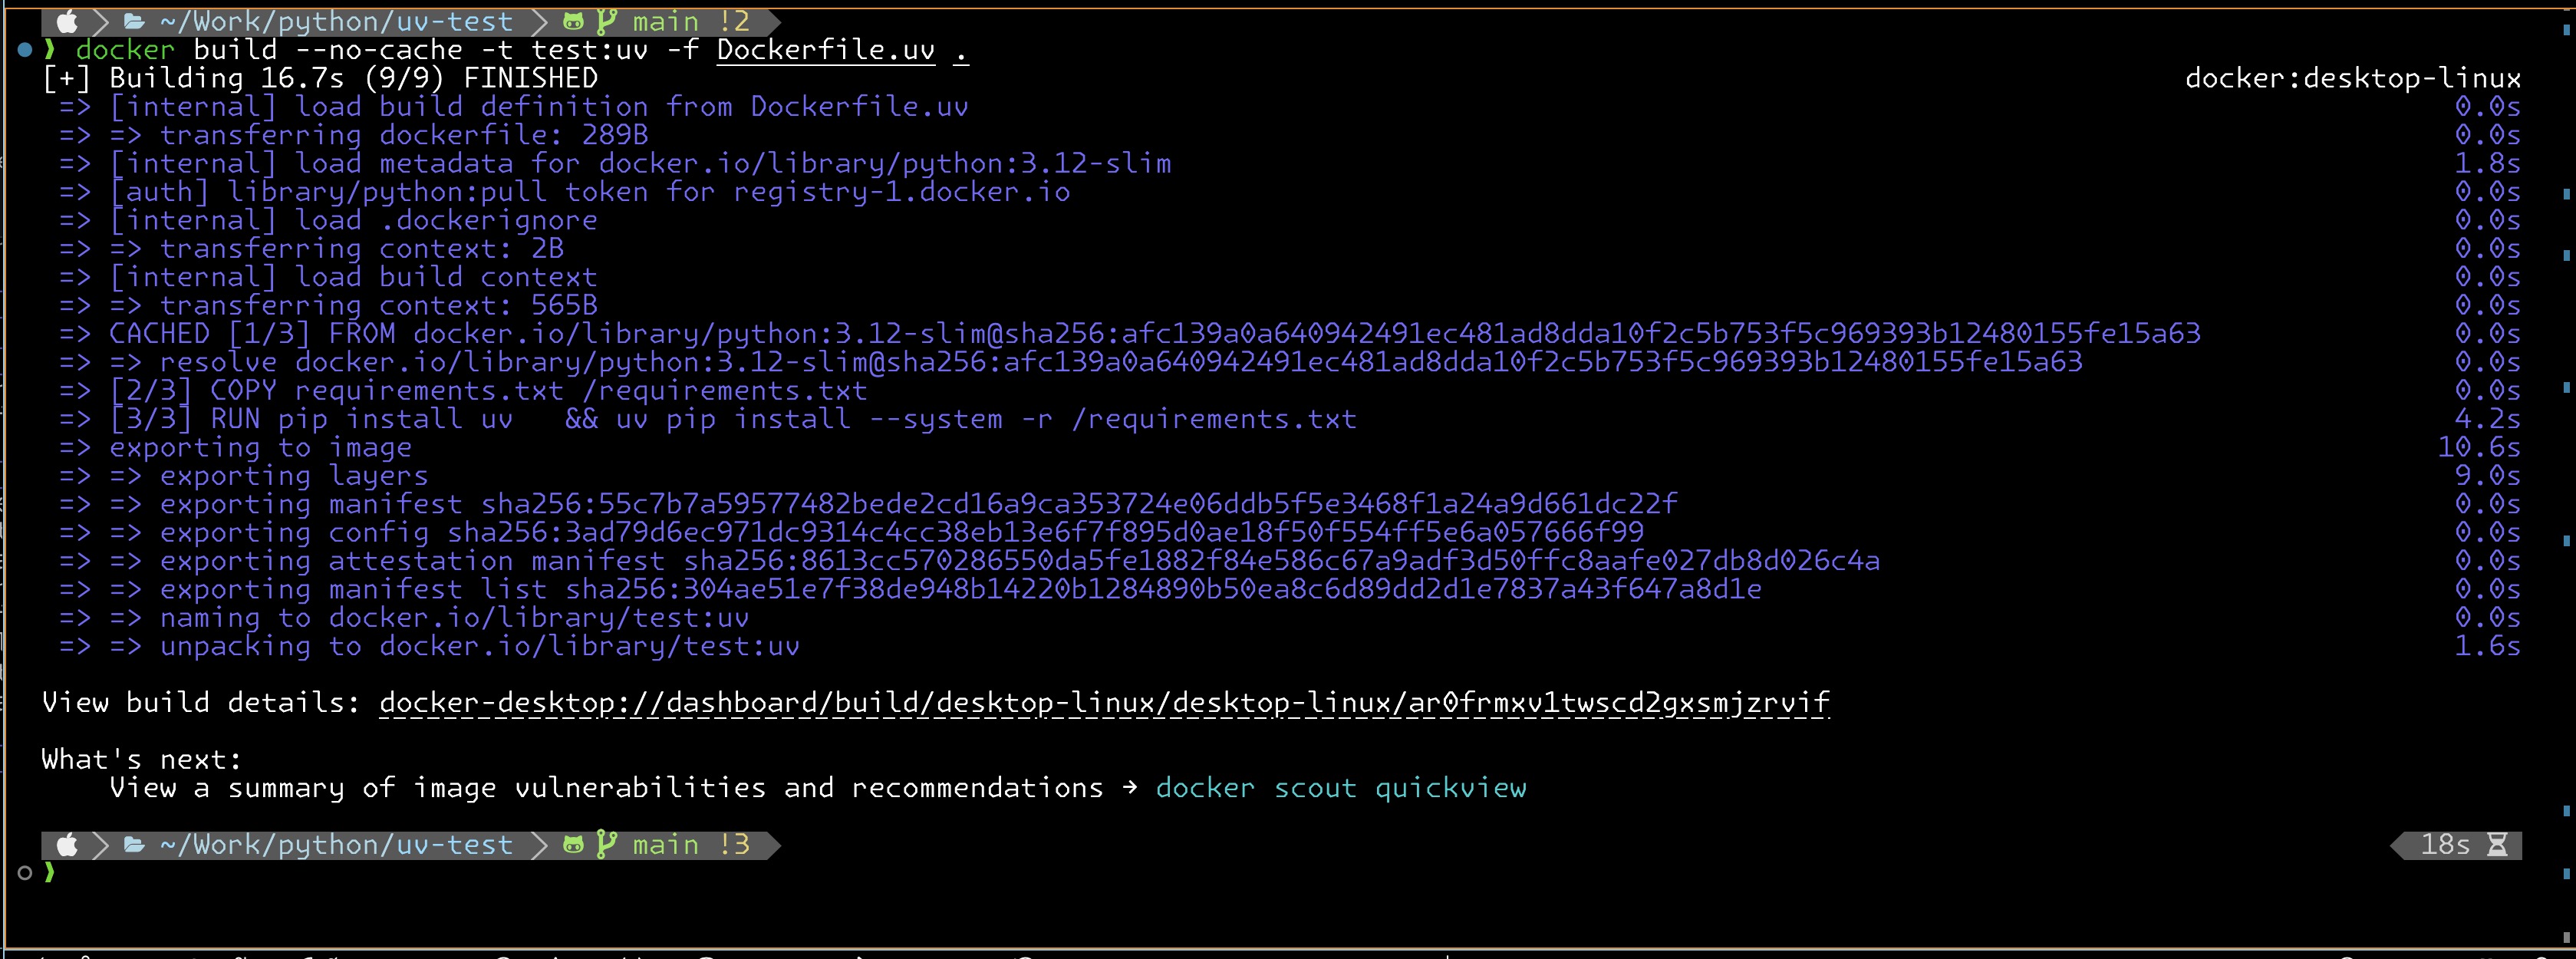 ~/Work/python/uv-test main !2
❯ docker build --no-cache -t test:uv -f Dockerfile.uv .
[+] Building 16.7s (9/9) FINISHED docker:desktop-linux
=> [internal] load build definition from Dockerfile.uv 0.0s
=> => transferring dockerfile: 289B 0.0s
=> [internal] load metadata for docker.io/library/python:3.12-slim 1.8s
=> [auth] library/python:pull token for registry-1.docker.io 0.0s
=> [internal] load .dockerignore 0.0s
=> => transferring context: 2B 0.0s
=> [internal] load build context 0.0s
=> => transferring context: 565B 0.0s
=> CACHED [1/3] FROM docker.io/library/python:3.12-slim@sha256:afc139a0a640942491ec481ad8dda10f2c5b753f5c969393b12480155fe15a63 0.0s
=> => resolve docker.io/library/python:3.12-slim@sha256:afc139a0a640942491ec481ad8dda10f2c5b753f5c969393b12480155fe15a63 0.0s
=> [2/3] COPY requirements.txt /requirements.txt 0.0s
=> [3/3] RUN pip install uv   && uv pip install --system -r /requirements.txt 4.2s
=> exporting to image 10.6s
=> => exporting layers 9.0s
=> => exporting manifest sha256:55c7b7a59577482bede2cd16a9ca353724e06ddb5f5e3468f1a24a9d661dc22f 0.0s
=> => exporting config sha256:3ad79d6ec971dc9314c4cc38eb13e6f7f895d0ae18f50f554ff5e6a057666f99 0.0s
=> => exporting attestation manifest sha256:8613cc570286550da5fe1882f84e586c67a9adf3d50ffc8aafe027db8d026c4a 0.0s
=> => exporting manifest list sha256:304ae51e7f38de948b14220b1284890b50ea8c6d89dd2d1e7837a43f647a8d1e 0.0s
=> => naming to docker.io/library/test:uv 0.0s
=> => unpacking to docker.io/library/test:uv 1.6s
View build details: docker-desktop://dashboard/build/desktop-linux/desktop-linux/ar0frmxv1twscd2gxsmjzrvif
What's next:
View a summary of image vulnerabilities and recommendations → docker scout quickview
~/Work/python/uv-test main !3 18s
❯